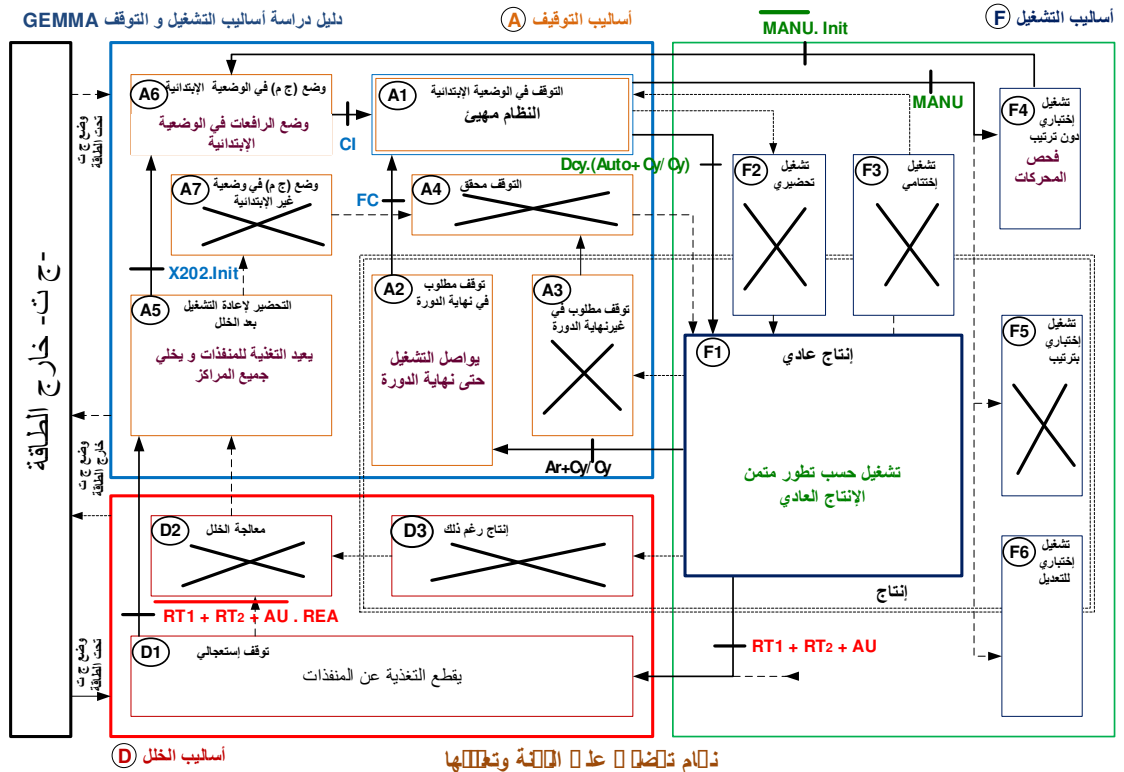 دليل دراسة أساليب التشغيل و التوقف GEMMA
أساليب التوقيف A
أساليب التشغيل F
MANU. Init
MANU
A6
وضع (ج م) في الوضعية الإبتدائية
وضع الرافعات في الوضعية
الإبتدائية
CI
A1
التوقف في الوضعية الإبتدائية
النظام مهيئ
Dcy.(Auto+Cy/Cy)
F4
تشغيل
إختباري
دون ترتيب
فحص
المحركات
F2
تشغيل
تحضيري
F3
تشغيل
إختتامي
A7
وضع (ج م) في وضعية
غير الإبتدائية
FC
A4
التوقف محقق
X202.Init
A5
التحضير لإعادة التشغيل
بعد الخلل
يعيد التغذية للمنفذات و يخلي
جميع المراكز
A2
توقف مطلوب
في نهاية الدورة
يواصل التشغيل
حتى نهاية الدورة
A3
توقف مطلوب في
غيرنهاية الدورة
F1
إنتاج عادي
تشغيل حسب تطور متمن
الإنتاج العادي
F5
تشغيل
إختباري
بترتيب
Ar+Cy/Cy
D2
معالجة الخلل
D3
إنتاج رغم ذلك
F6
تشغيل
إختباري
للتعديل
إنتاج
RT1 + RT2 + AU . REA
D1
توقف إستعجالي
يقطع التغذية عن المنفذات
RT1 + RT2 + AU
-ج ت- خارج الطاقة
وضع ج ت
تحت الطاقة
وضع ج ت
خارج الطاقة
وضع ج ت
تحت الطاقة
أساليب الخلل D